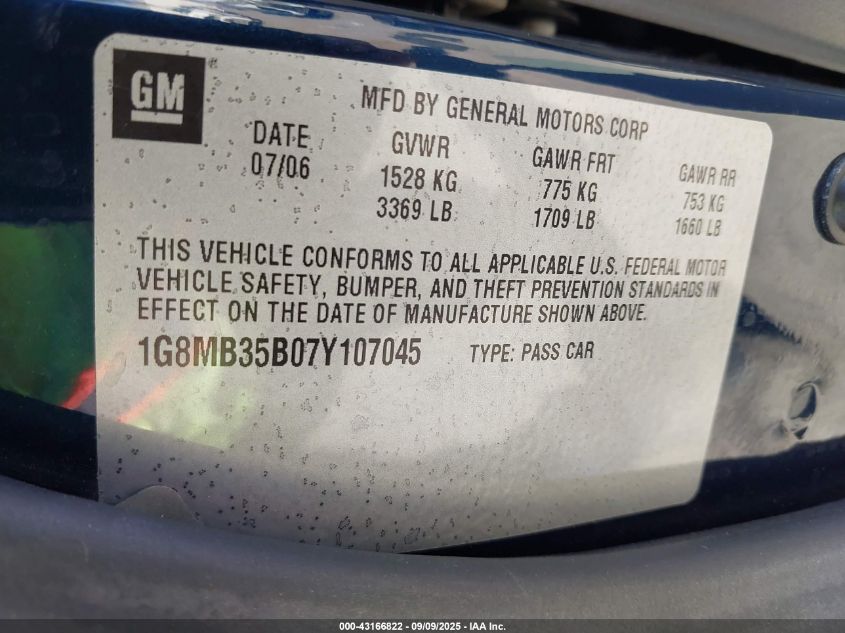 GM
MFD BY GENERAL MOTORS CORP
DATE GVWR GAWR FRT GAWR RR
07/06 1528 KG 775 KG 753 KG
3369 LB 1709 LB 1660 LB
THIS VEHICLE CONFORMS TO ALL APPLICABLE U.S. FEDERAL MOTOR
VEHICLE SAFETY, BUMPER, AND THEFT PREVENTION STANDARDS IN
EFFECT ON THE DATE OF MANUFACTURE SHOWN ABOVE.
1G8MB35B07Y107045 TYPE: PASS CAR
000-43166822 - 09/09/2025 - IAA Inc.